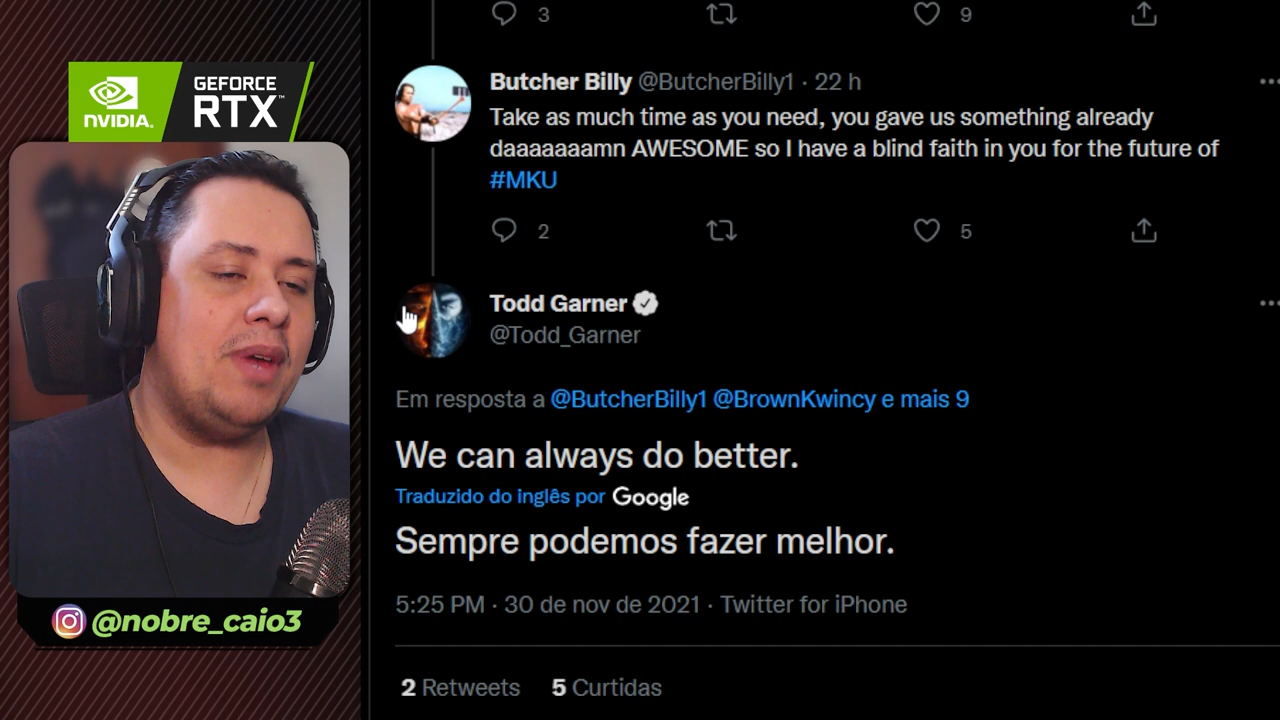 3
9
NVIDIA.
GEFORCE
RTX™
Butcher Billy @ButcherBilly1 · 22 h
Take as much time as you need, you gave us something already
daaaaaaamn AWESOME so I have a blind faith in you for the future of
#MKU
2
5
Todd Garner
@Todd_Garner
Em resposta a @ButcherBilly1 @BrownKwincy e mais 9
We can always do better.
Traduzido do inglês por Google
Sempre podemos fazer melhor.
5:25 PM · 30 de nov de 2021 · Twitter for iPhone
2 Retweets 5 Curtidas
@nobre_caio3